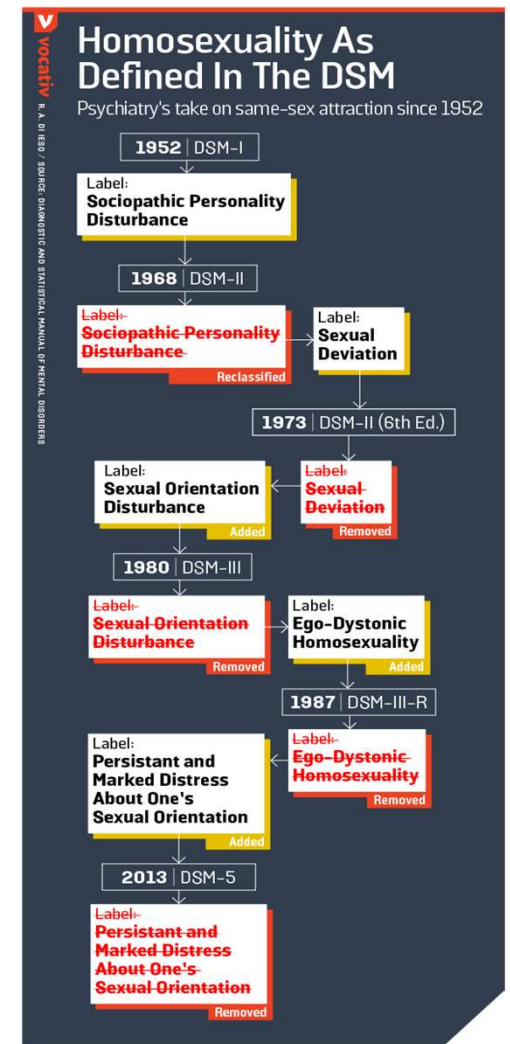 vocativ
R. A. DI IESO / SOURCE: DIAGNOSTIC AND STATISTICAL MANUAL OF MENTAL DISORDERS
Homosexuality As
Defined In The DSM
Psychiatry's take on same-sex attraction since 1952
1952 | DSM-I
Label:
Sociopathic Personality
Disturbance
1968 | DSM-II
Label:
Sociopathic Personality
Disturbance
Reclassified
Label:
Sexual
Deviation
1973 | DSM-II (6th Ed.)
Label:
Sexual
Deviation
Removed
Label:
Sexual Orientation
Disturbance
Added
1980 | DSM-III
Label:
Sexual Orientation
Disturbance
Removed
Label:
Ego-Dystonic
Homosexuality
Added
1987 | DSM-III-R
Label:
Ego-Dystonic
Homosexuality
Removed
Label:
Persistant and
Marked Distress
About One's
Sexual Orientation
Added
2013 | DSM-5
Label:
Persistant and
Marked Distress
About One's
Sexual Orientation
Removed